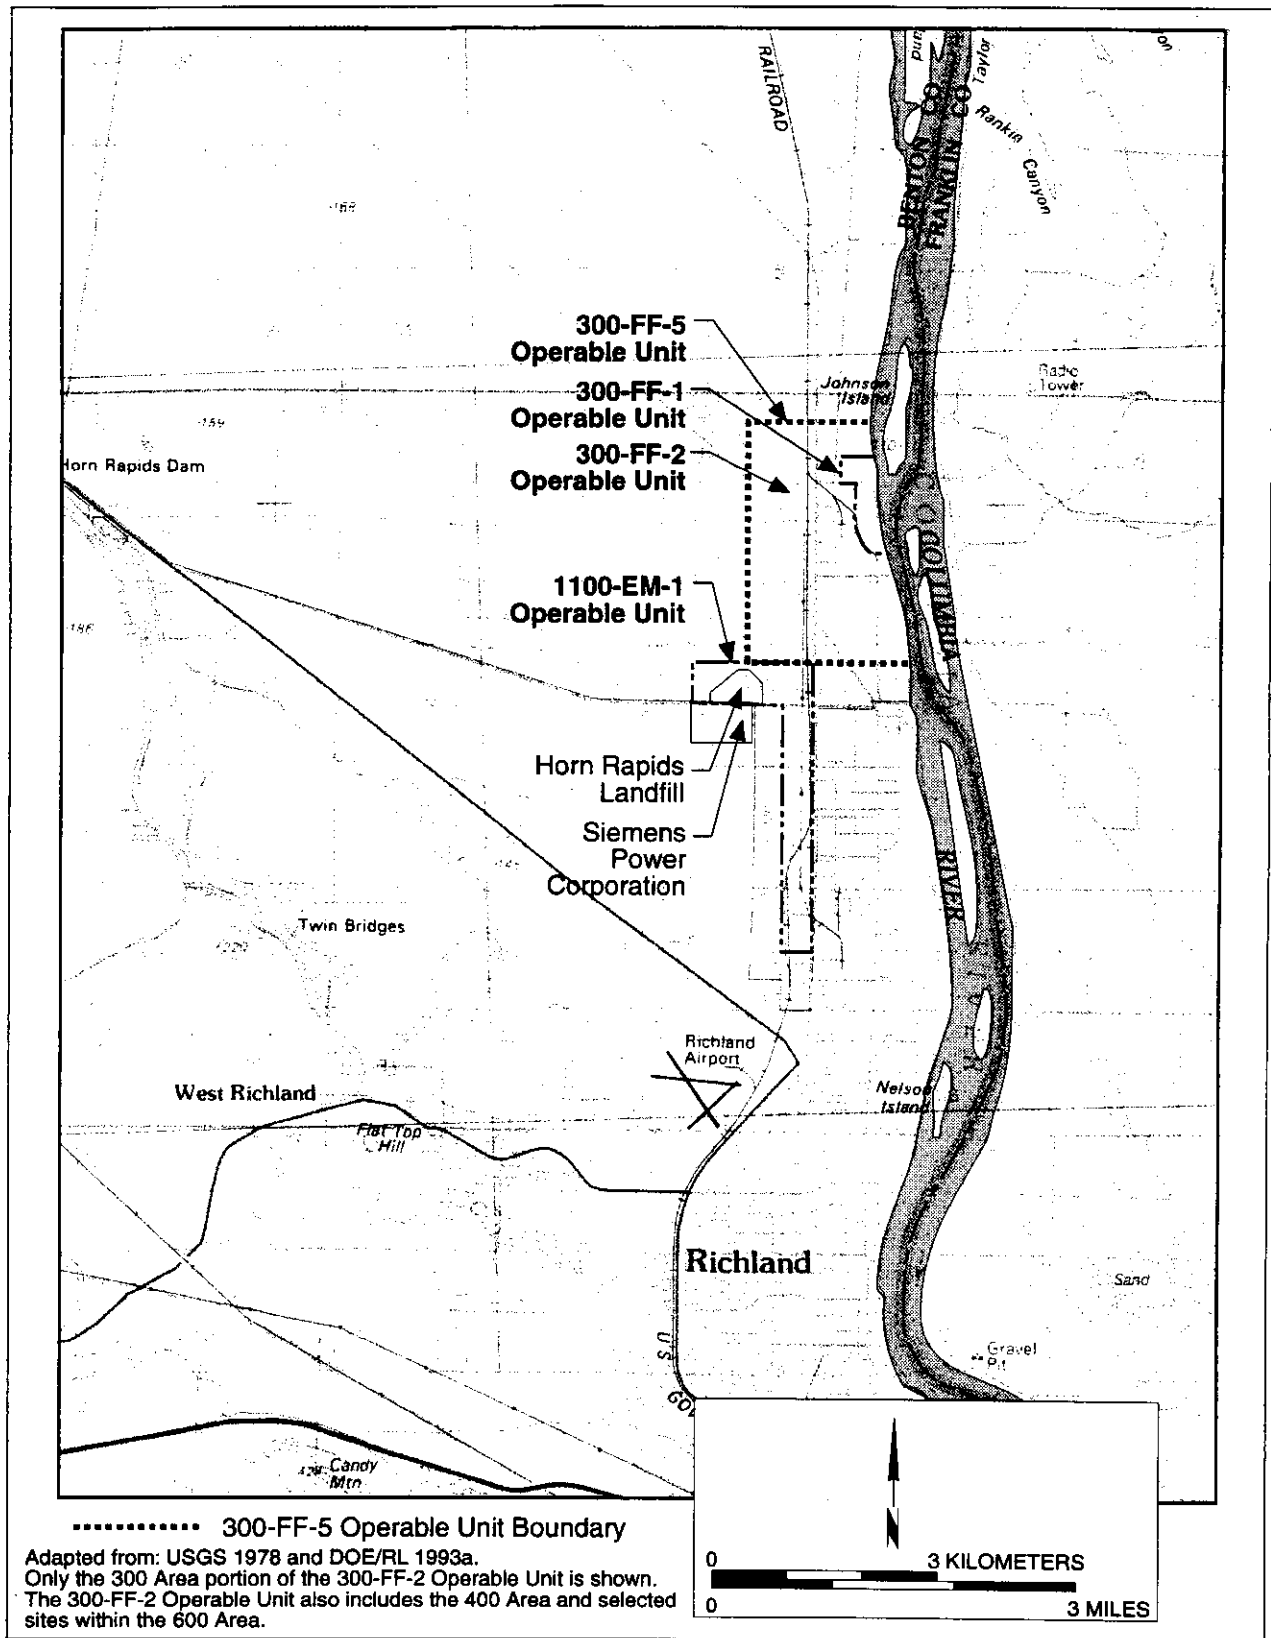 RAILROAD
Taylor
Rankin
Canyon
BENTON CO
FRANKLIN CO
300-FF-5
Operable Unit
Johnson
Island
Radio
Tower
300-FF-1
Operable Unit
300-FF-2
Operable Unit
Horn Rapids Dam
COLUMBIA
RIVER
1100-EM-1
Operable Unit
Horn Rapids
Landfill
Siemens
Power
Corporation
Twin Bridges
Richland
Airport
West Richland
Flat Top
Hill
Nelson
Island
Richland
Sand
Gravel
Pit
U S
Candy
Mtn
N
0 3 KILOMETERS
0 3 MILES
300-FF-5 Operable Unit Boundary
Adapted from: USGS 1978 and DOE/RL 1993a.
Only the 300 Area portion of the 300-FF-2 Operable Unit is shown.
The 300-FF-2 Operable Unit also includes the 400 Area and selected
sites within the 600 Area.